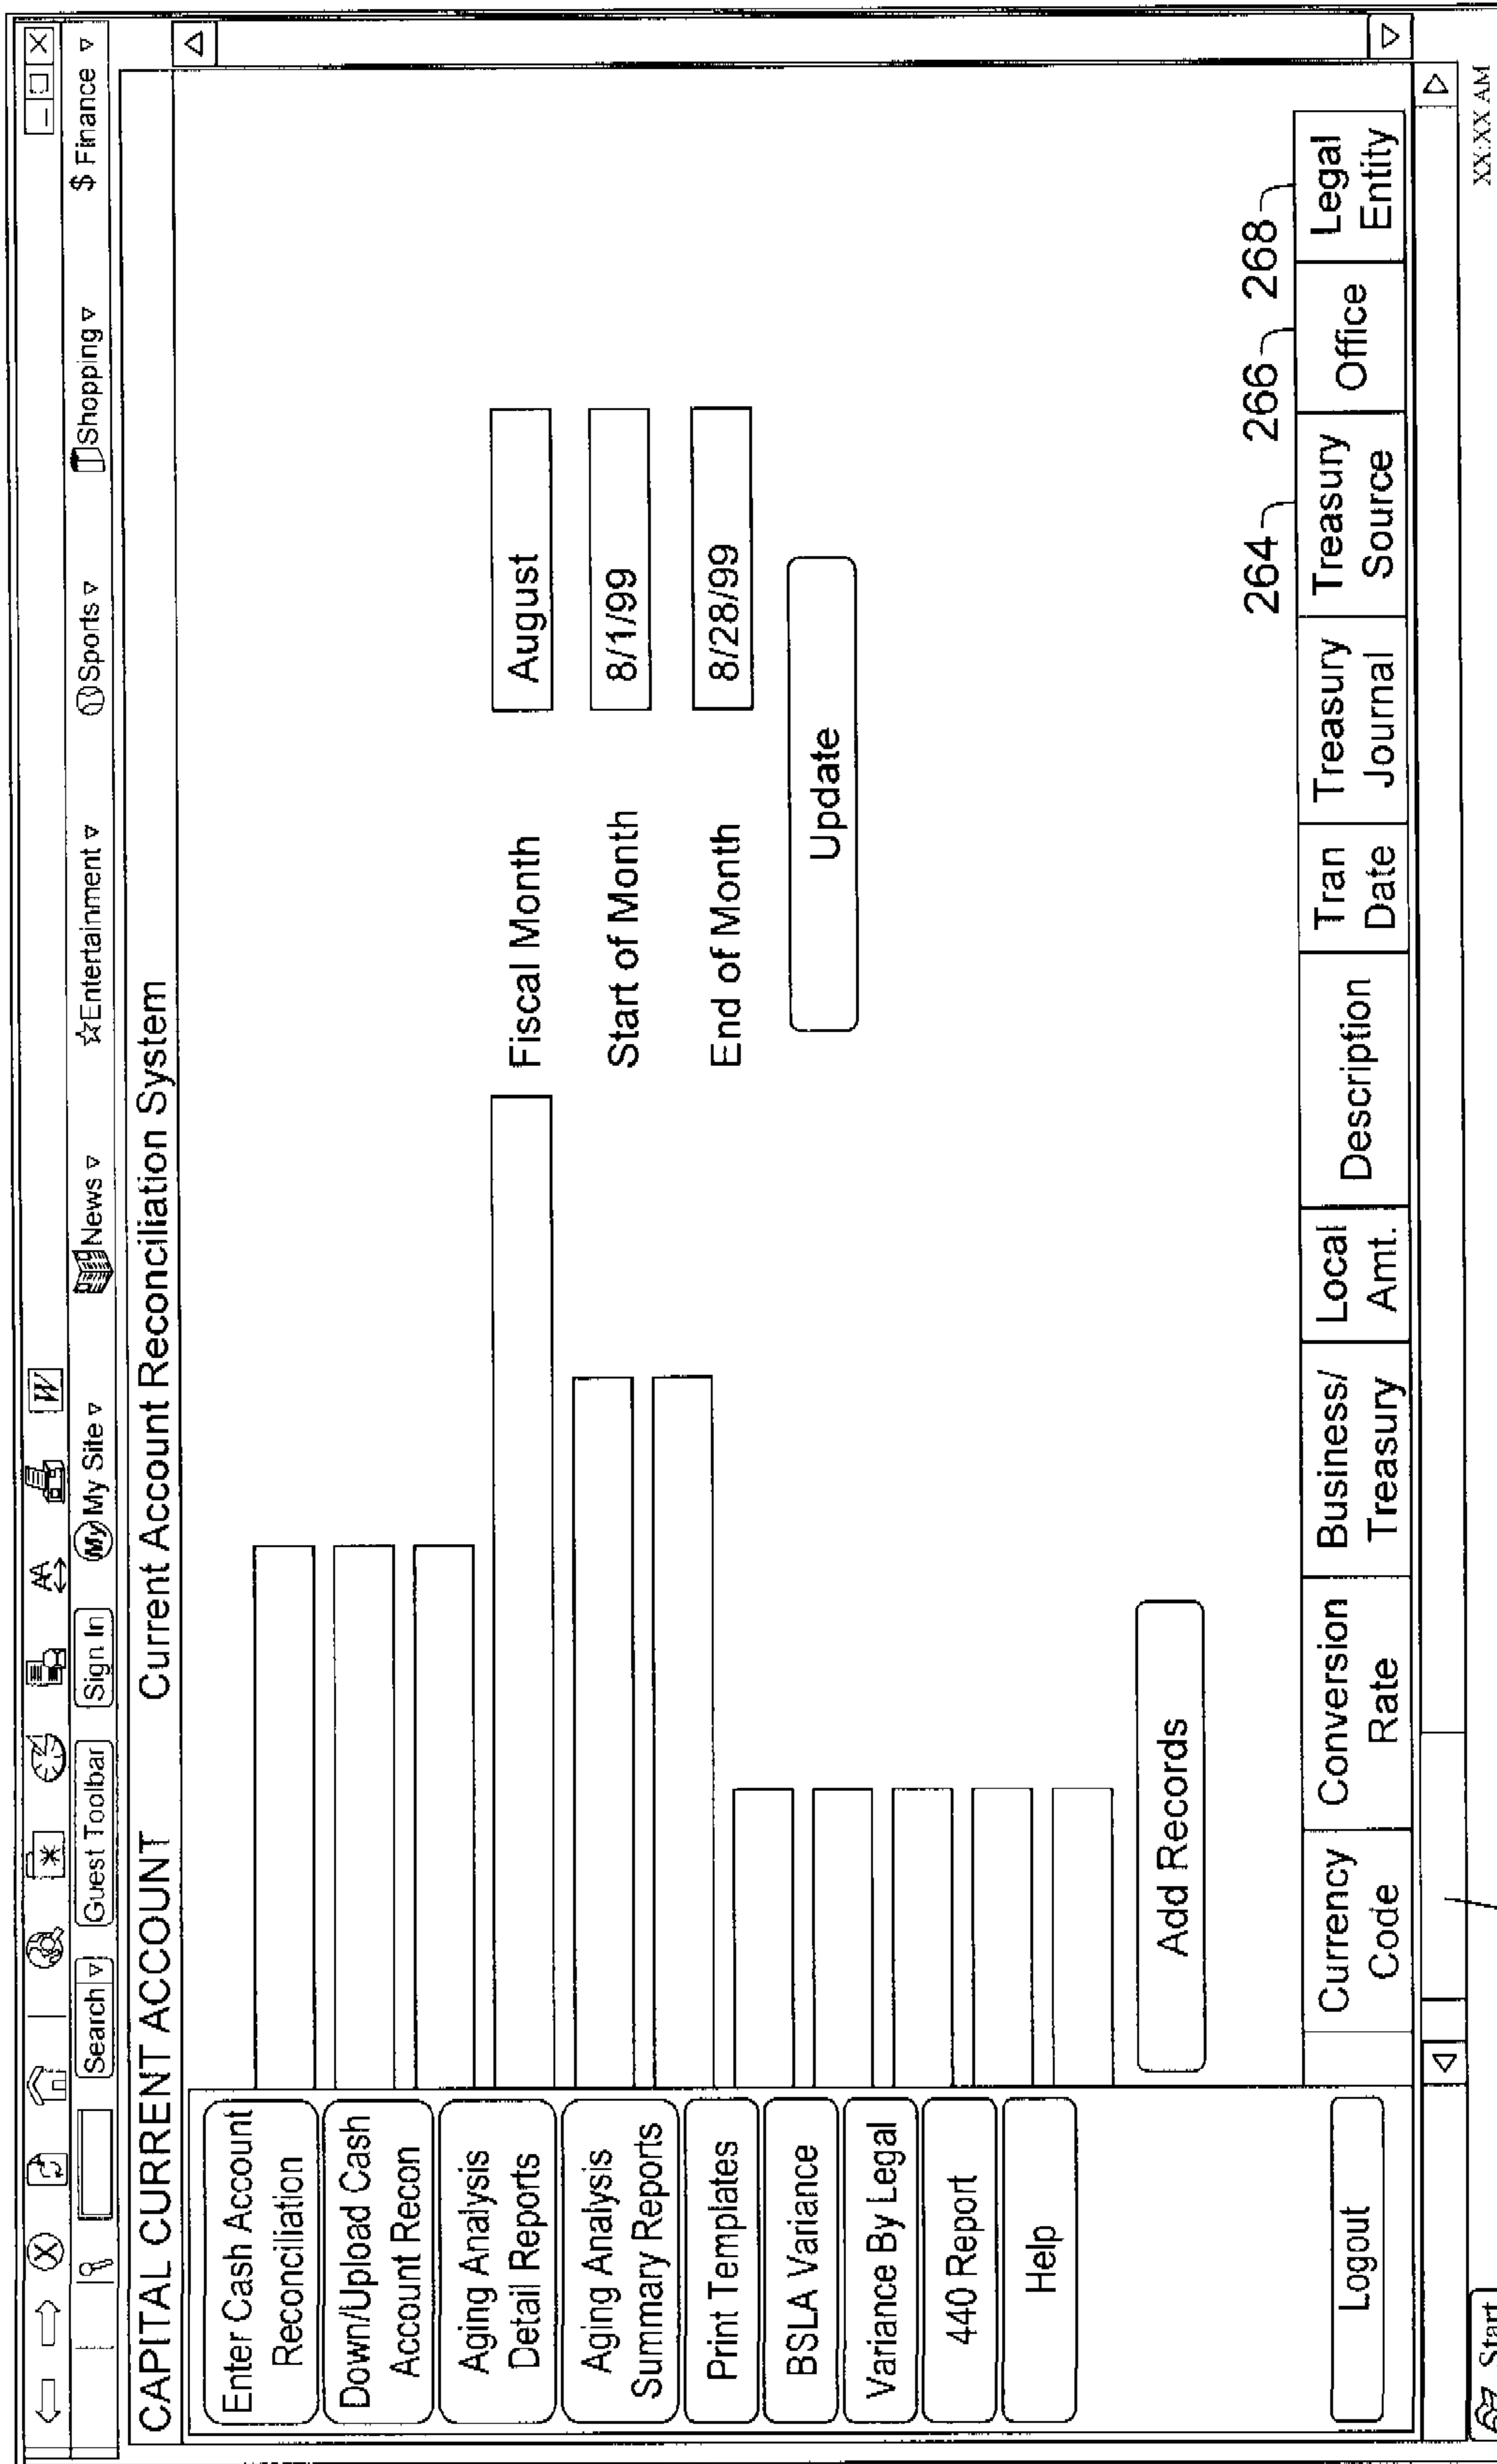 W
Search Guest Toolbar Sign In My My Site News Entertainment Sports Shopping $ Finance
CAPITAL CURRENT ACCOUNT Current Account Reconciliation System
Enter Cash Account
Reconciliation
Down/Upload Cash
Account Recon
Aging Analysis
Detail Reports
Aging Analysis
Summary Reports
Print Templates
BSLA Variance
Variance By Legal
440 Report
Help
Logout
Fiscal Month August
Start of Month 8/1/99
End of Month 8/28/99
Update
Add Records
264 266 268
Currency
Code
Conversion
Rate
Business/
Treasury
Local
Amt.
Description
Tran
Date
Treasury
Journal
Treasury
Source
Office
Legal
Entity
Start
XX:XX AM